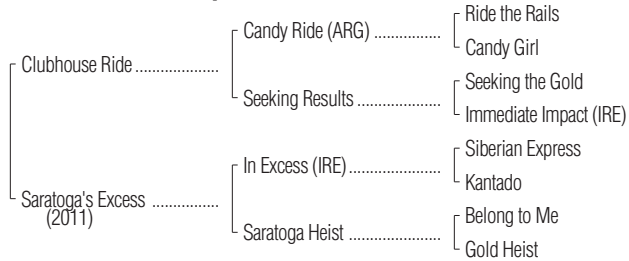 Ride the Rails
Candy Ride (ARG) ................
Candy Girl
Clubhouse Ride ....................
Seeking the Gold
Seeking Results ....................
Immediate Impact (IRE)
Siberian Express
In Excess (IRE)......................
Kantado
Saratoga's Excess ................
(2011)
Belong to Me
Saratoga Heist ......................
Gold Heist